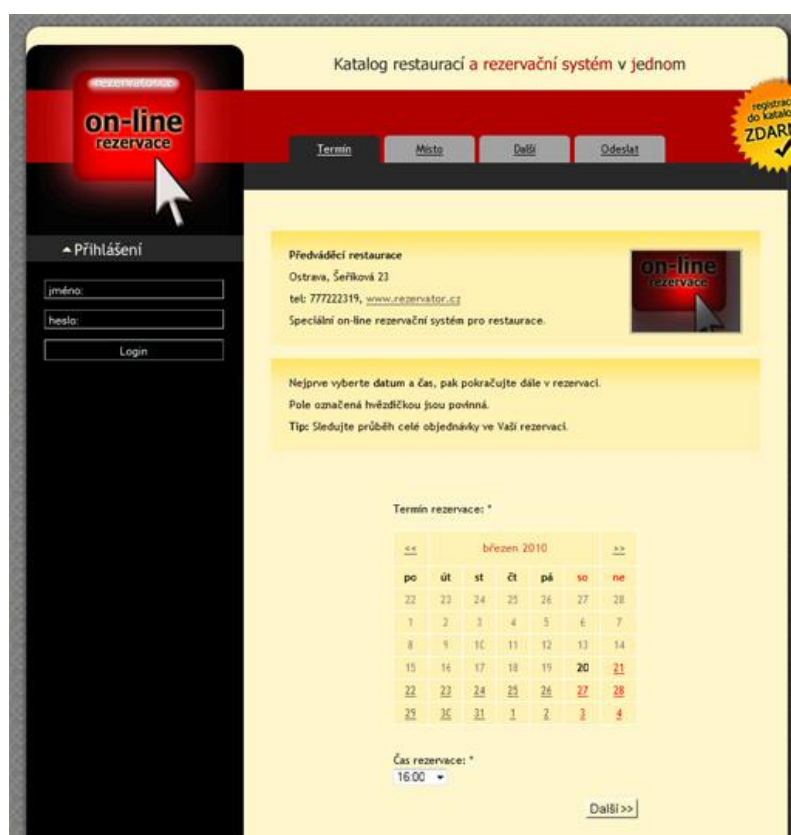 Katalog restaurací a rezervační systém v jednom
on-line
rezervace
registrac
do katalo
ZDARM
Termín Místo Další Odeslat
Přihlášení
jméno:
heslo:
Login
Předváděcí restaurace
Ostrava, Šeříková 23
tel: 777222319, www.rezervator.cz
Speciální on-line rezervační systém pro restaurace.
on-line
rezervace
Nejprve vyberte datum a čas, pak pokračujte dále v rezervaci.
Pole označená hvězdičkou jsou povinná.
Tip: Sledujte průběh celé objednávky ve Vaší rezervaci.
Termín rezervace: *
<< březen 2010 >>
po út st čt pá so ne
22 23 24 25 26 27 28
1 2 3 4 5 6 7
8 9 10 11 12 13 14
15 16 17 18 19 20 21
22 23 24 25 26 27 28
29 30 31 1 2 3 4
Čas rezervace: *
16:00
Další >>